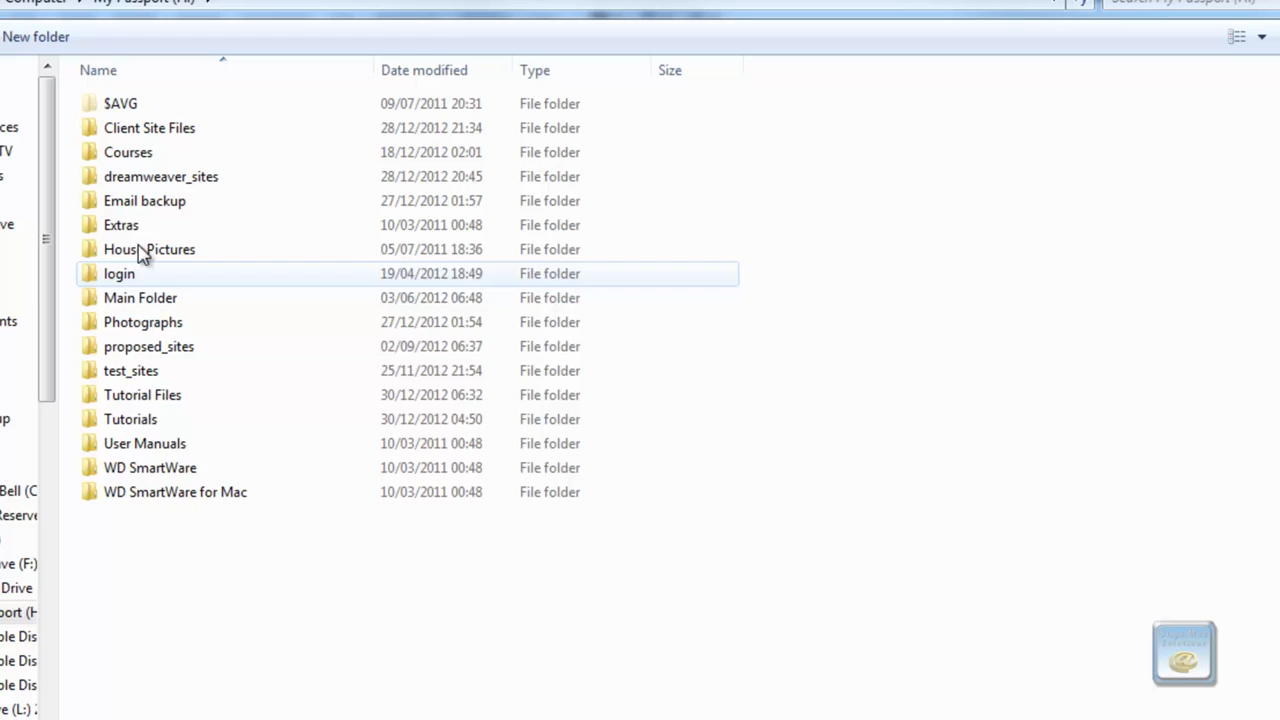 New folder
Name Date modified Type Size
$AVG 09/07/2011 20:31 File folder
Client Site Files 28/12/2012 21:34 File folder
ces Courses 18/12/2012 02:01 File folder
TV dreamweaver_sites 28/12/2012 20:45 File folder
s Email backup 27/12/2012 01:57 File folder
ve Extras 10/03/2011 00:48 File folder
Pictures 05/07/2011 18:36 File folder
login 19/04/2012 18:49 File folder
Main Folder 03/06/2012 06:48 File folder
nts Photographs 27/12/2012 01:54 File folder
proposed_sites 02/09/2012 06:37 File folder
test_sites 25/11/2012 21:54 File folder
Tutorial Files 30/12/2012 06:32 File folder
up Tutorials 30/12/2012 04:50 File folder
User Manuals 10/03/2011 00:48 File folder
WD SmartWare 10/03/2011 00:48 File folder
Bell (C WD SmartWare for Mac 10/03/2011 00:48 File folder
Reserve
ve (F:)
Drive
port (H
ble Dis
ble Dis
ble Dis
e (L:) 2